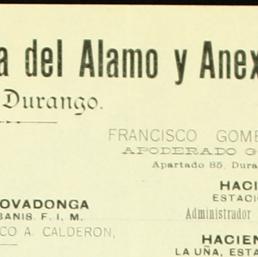 a del Alamo y Anex
Durango.
FRANCISCO GOME
APODERADO G
Apartado 85, Dura
HACI
OVADONGA
ESTACI
BANIS. F. I. M.
Administrador
CO A. CALDERON,
HACIEN
LA UÑA, ESTA